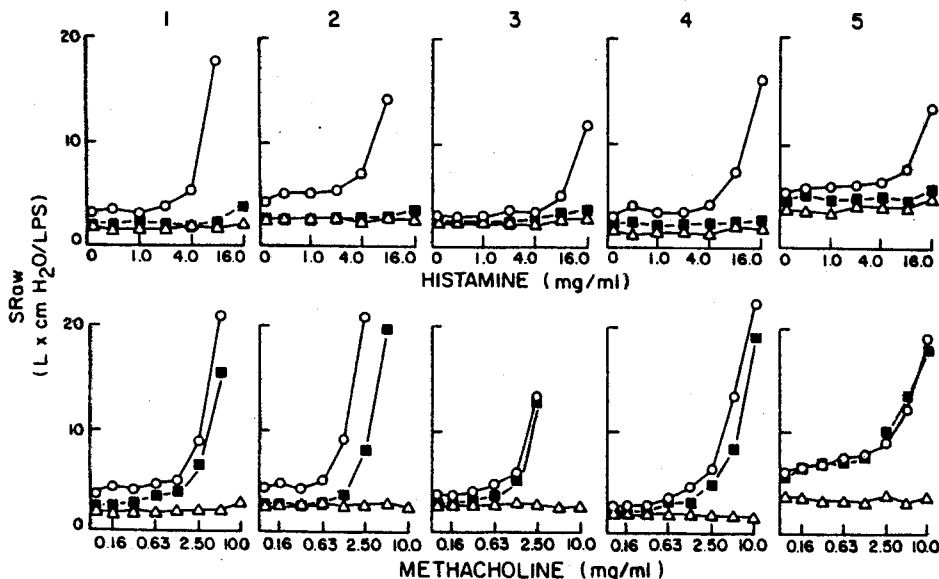 1 2 3 4 5
20
10
0
0 1.0 4.0 16.0 0 1.0 4.0 16.0 0 1.0 4.0 16.0 0 1.0 4.0 16.0 0 1.0 4.0 16.0
HISTAMINE (mg/ml)
SRaw
(L x cm H₂O/LPS)
20
10
0
0.16 0.63 2.50 10.0 0.16 0.63 2.50 10.0 0.16 0.63 2.50 10.0 0.16 0.63 2.50 10.0 0.16 0.63 2.50 10.0
METHACHOLINE (mg/ml)